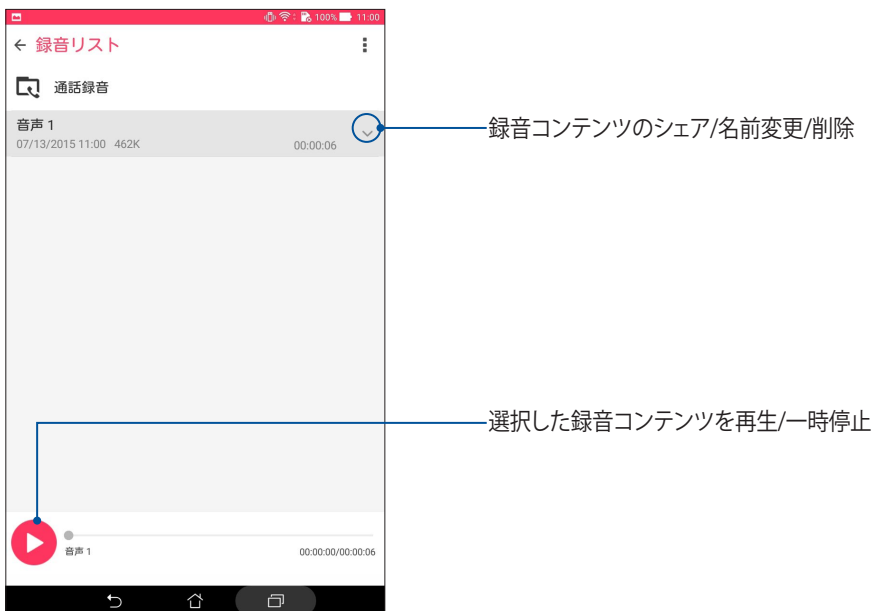 100% 11:00
録音リスト
通話録音
音声 1
07/13/2015 11:00 462K 00:00:06
録音コンテンツのシェア/名前変更/削除
選択した録音コンテンツを再生/一時停止
音声 1 00:00:00/00:00:06